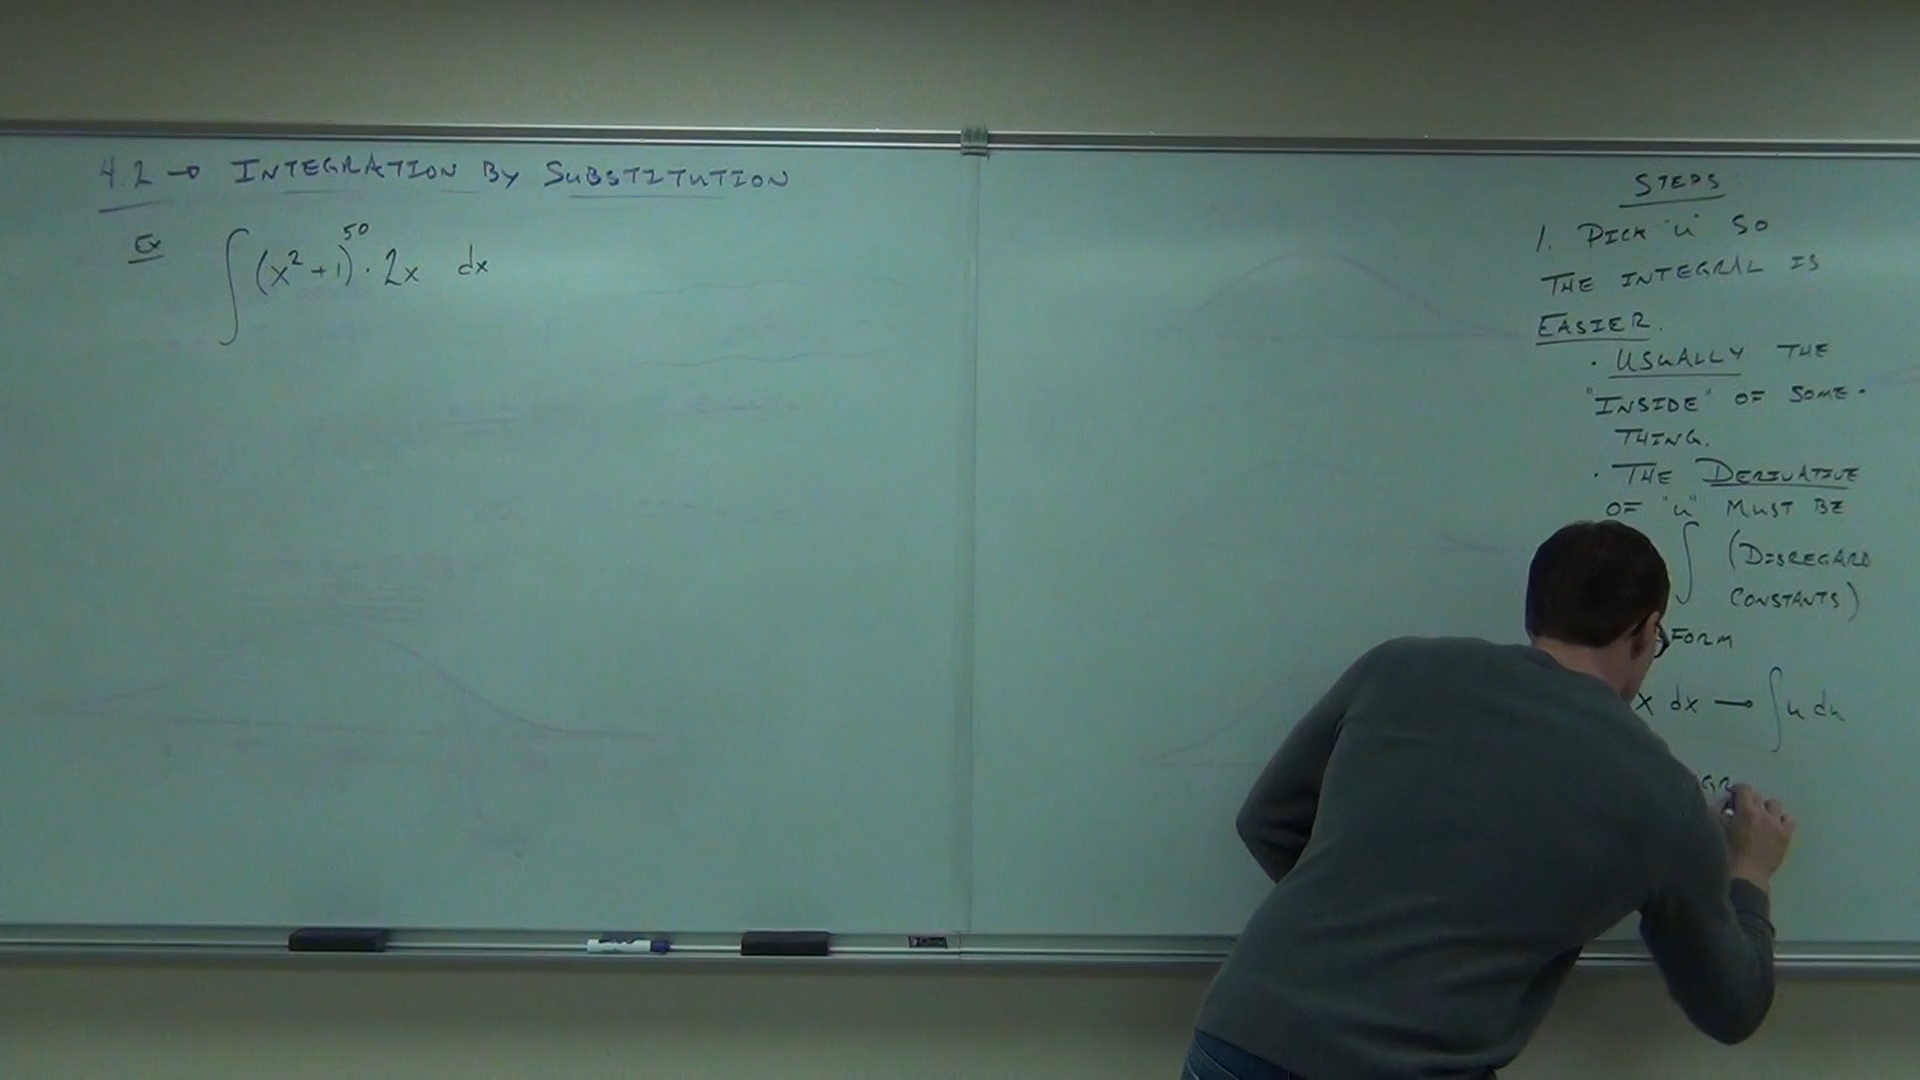 4.2 → INTEGRATION BY SUBSTITUTION
Ex ∫(x²+1)⁵⁰ · 2x dx
STEPS
1. PICK "u" SO
THE INTEGRAL IS
EASIER.
· USUALLY THE
"INSIDE" OF SOME-
THING.
· THE DERIVATIVE
OF "u" MUST BE
∫ (DISREGARD
CONSTANTS)
FORM
x dx → ∫u du